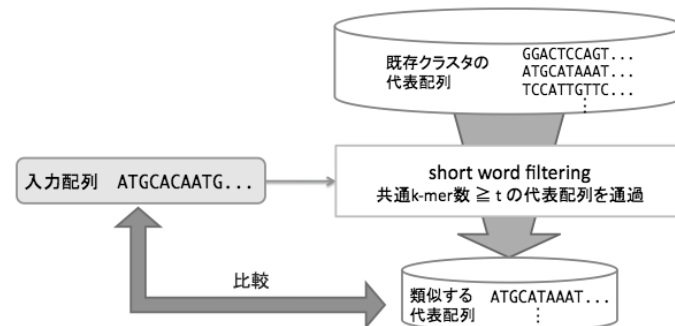 既存クラスタの
代表配列
GGACTCCAGT...
ATGCATAAAT...
TCCATTGTTC...
⋮
入力配列 ATGCACAATG...
short word filtering
共通k-mer数 ≧ t の代表配列を通過
比較
類似する
代表配列
ATGCATAAAT...
⋮